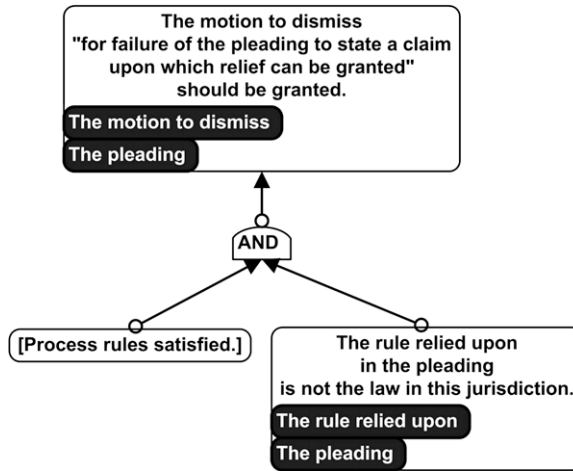 The motion to dismiss
"for failure of the pleading to state a claim
upon which relief can be granted"
should be granted.
The motion to dismiss
The pleading
AND
[Process rules satisfied.]
The rule relied upon
in the pleading
is not the law in this jurisdiction.
The rule relied upon
The pleading